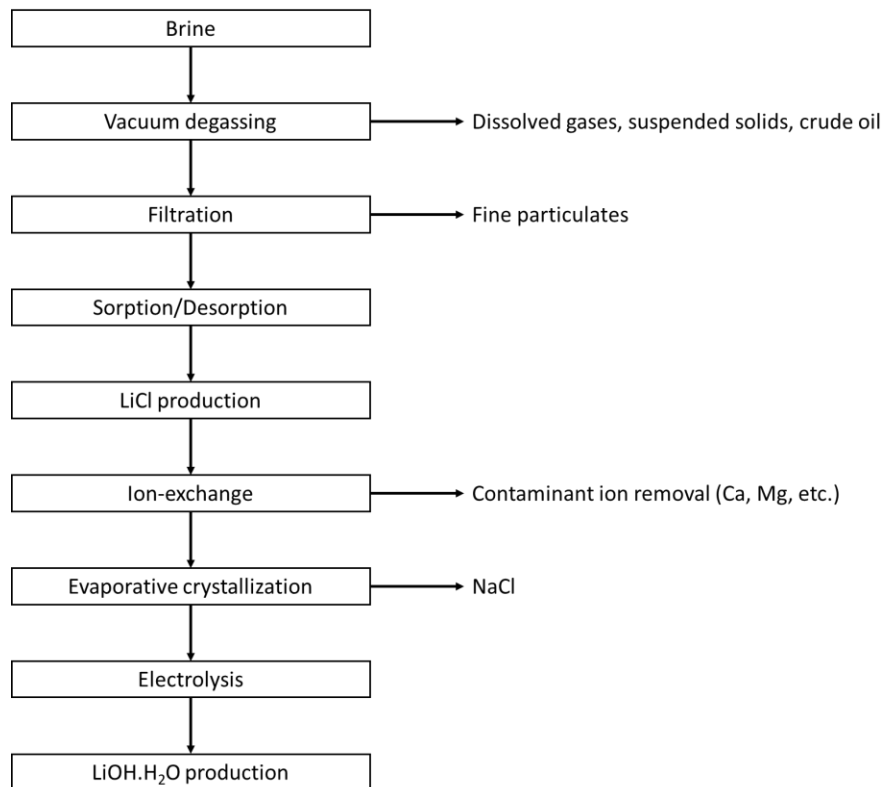 Brine
Vacuum degassing
Dissolved gases, suspended solids, crude oil
Filtration
Fine particulates
Sorption/Desorption
LiCl production
Ion-exchange
Contaminant ion removal (Ca, Mg, etc.)
Evaporative crystallization
NaCl
Electrolysis
LiOH.H₂O production